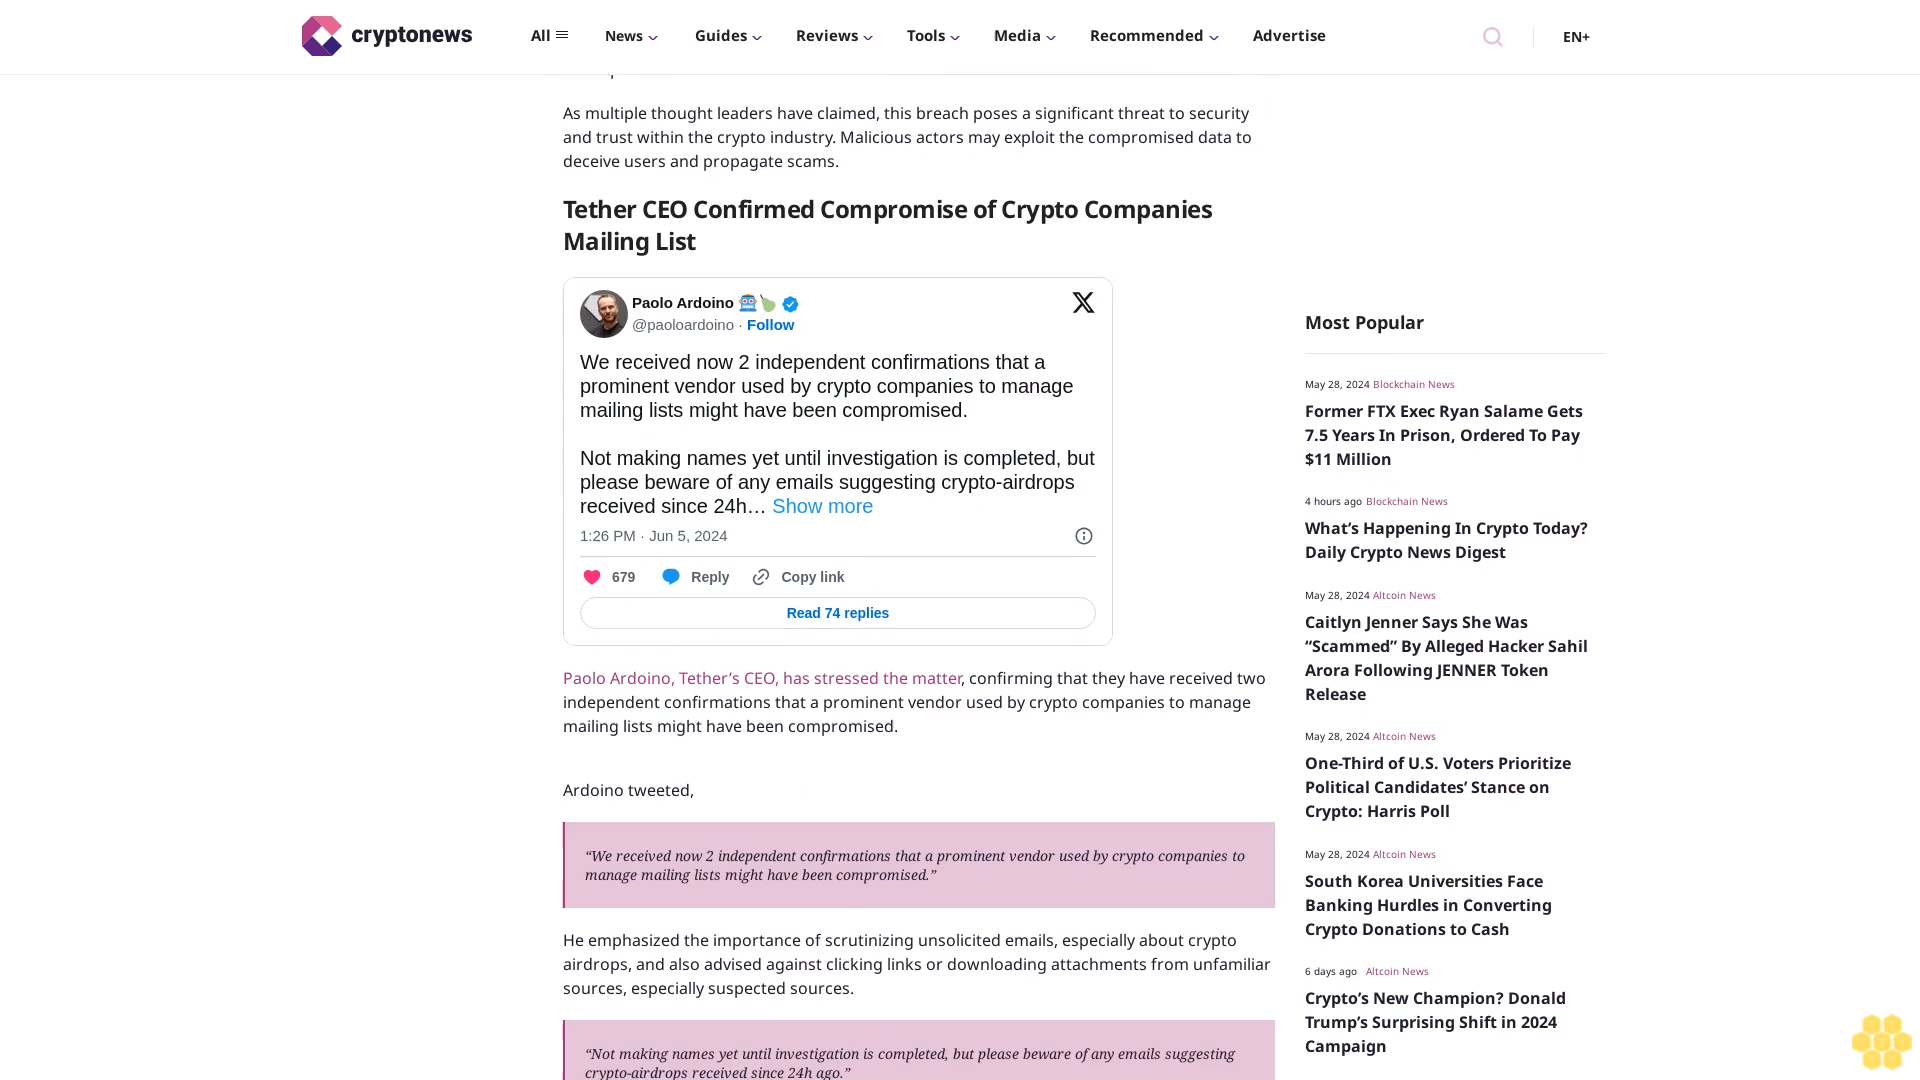 cryptonews
All
News
Guides
Reviews
Tools
Media
Recommended
Advertise
EN+
As multiple thought leaders have claimed, this breach poses a significant threat to security
and trust within the crypto industry. Malicious actors may exploit the compromised data to
deceive users and propagate scams.
Tether CEO Confirmed Compromise of Crypto Companies
Mailing List
Paolo Ardoino
@paoloardoino · Follow
We received now 2 independent confirmations that a
prominent vendor used by crypto companies to manage
mailing lists might have been compromised.
Not making names yet until investigation is completed, but
please beware of any emails suggesting crypto-airdrops
received since 24h… Show more
1:26 PM · Jun 5, 2024
679
Reply
Copy link
Read 74 replies
Paolo Ardoino, Tether’s CEO, has stressed the matter, confirming that they have received two
independent confirmations that a prominent vendor used by crypto companies to manage
mailing lists might have been compromised.
Ardoino tweeted,
“We received now 2 independent confirmations that a prominent vendor used by crypto companies to
manage mailing lists might have been compromised.”
He emphasized the importance of scrutinizing unsolicited emails, especially about crypto
airdrops, and also advised against clicking links or downloading attachments from unfamiliar
sources, especially suspected sources.
“Not making names yet until investigation is completed, but please beware of any emails suggesting
crypto-airdrops received since 24h ago.”
Most Popular
May 28, 2024 Blockchain News
Former FTX Exec Ryan Salame Gets
7.5 Years In Prison, Ordered To Pay
$11 Million
4 hours ago Blockchain News
What’s Happening In Crypto Today?
Daily Crypto News Digest
May 28, 2024 Altcoin News
Caitlyn Jenner Says She Was
“Scammed” By Alleged Hacker Sahil
Arora Following JENNER Token
Release
May 28, 2024 Altcoin News
One-Third of U.S. Voters Prioritize
Political Candidates’ Stance on
Crypto: Harris Poll
May 28, 2024 Altcoin News
South Korea Universities Face
Banking Hurdles in Converting
Crypto Donations to Cash
6 days ago Altcoin News
Crypto’s New Champion? Donald
Trump’s Surprising Shift in 2024
Campaign